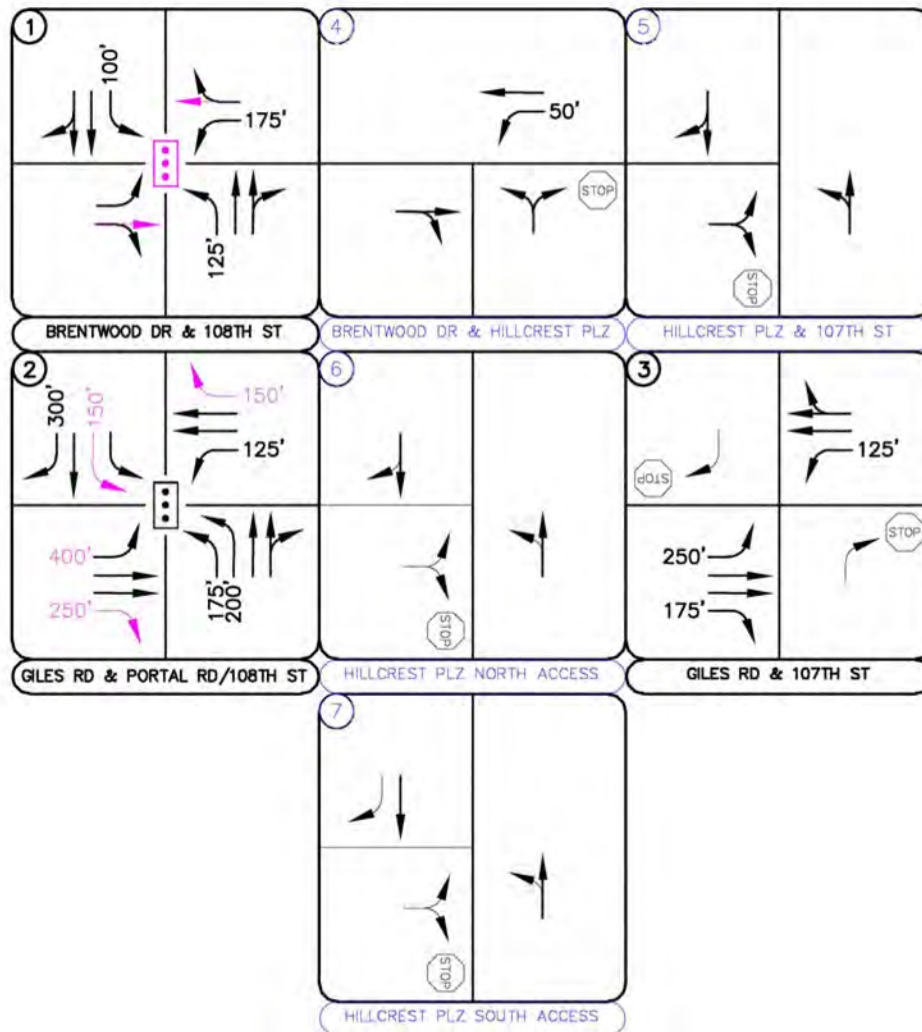 1
100'
175'
125'
BRENTWOOD DR & 108TH ST
4
50'
STOP
BRENTWOOD DR & HILLCREST PLZ
5
STOP
HILLCREST PLZ & 107TH ST
2
300'
150'
150'
125'
400'
250'
175'
200'
GILES RD & PORTAL RD/108TH ST
6
STOP
HILLCREST PLZ NORTH ACCESS
3
STOP
125'
250'
175'
STOP
GILES RD & 107TH ST
7
STOP
HILLCREST PLZ SOUTH ACCESS